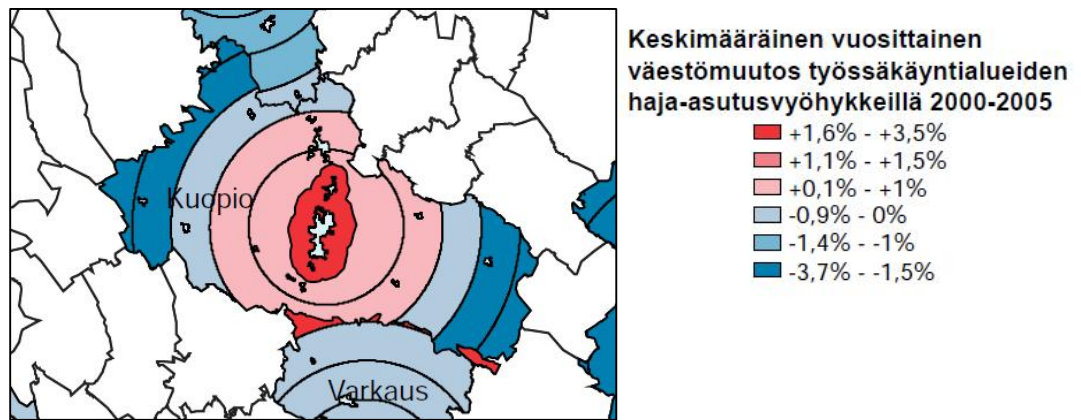 Keskimääräinen vuosittainen
väestömuutos työssäkäyntialueiden
haja-asutusvyöhykkeillä 2000-2005
+1,6% - +3,5%
+1,1% - +1,5%
+0,1% - +1%
-0,9% - 0%
-1,4% - -1%
-3,7% - -1,5%
Kuopio
Varkaus